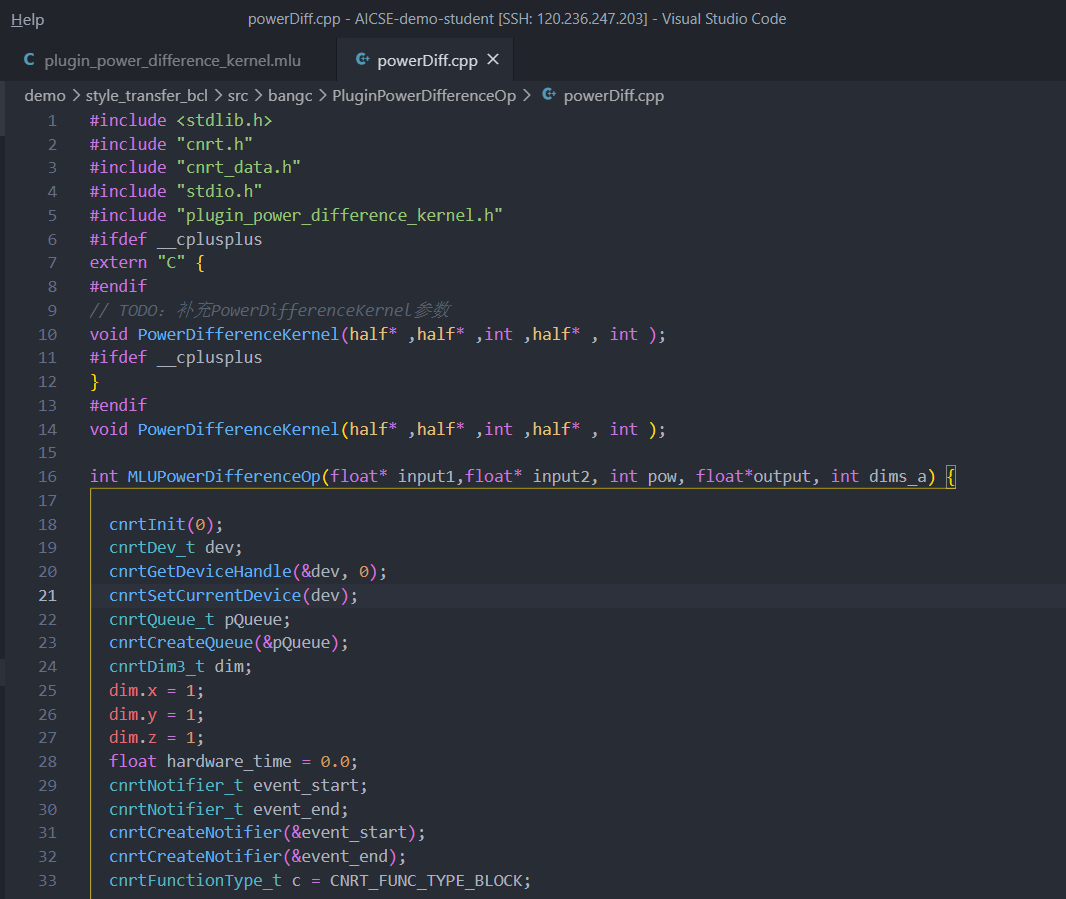 Help
powerDiff.cpp - AICSE-demo-student [SSH: 120.236.247.203] - Visual Studio Code
C plugin_power_difference_kernel.mlu
powerDiff.cpp ×
demo > style_transfer_bcl > src > bangc > PluginPowerDifferenceOp > powerDiff.cpp
1 #include <stdlib.h>
2 #include "cnrt.h"
3 #include "cnrt_data.h"
4 #include "stdio.h"
5 #include "plugin_power_difference_kernel.h"
6 #ifdef __cplusplus
7 extern "C" {
8 #endif
9 // TODO：补充PowerDifferenceKernel参数
10 void PowerDifferenceKernel(half* ,half* ,int ,half* , int );
11 #ifdef __cplusplus
12 }
13 #endif
14 void PowerDifferenceKernel(half* ,half* ,int ,half* , int );
15
16 int MLUPowerDifferenceOp(float* input1,float* input2, int pow, float*output, int dims_a) {
17
18 cnrtInit(0);
19 cnrtDev_t dev;
20 cnrtGetDeviceHandle(&dev, 0);
21 cnrtSetCurrentDevice(dev);
22 cnrtQueue_t pQueue;
23 cnrtCreateQueue(&pQueue);
24 cnrtDim3_t dim;
25 dim.x = 1;
26 dim.y = 1;
27 dim.z = 1;
28 float hardware_time = 0.0;
29 cnrtNotifier_t event_start;
30 cnrtNotifier_t event_end;
31 cnrtCreateNotifier(&event_start);
32 cnrtCreateNotifier(&event_end);
33 cnrtFunctionType_t c = CNRT_FUNC_TYPE_BLOCK;